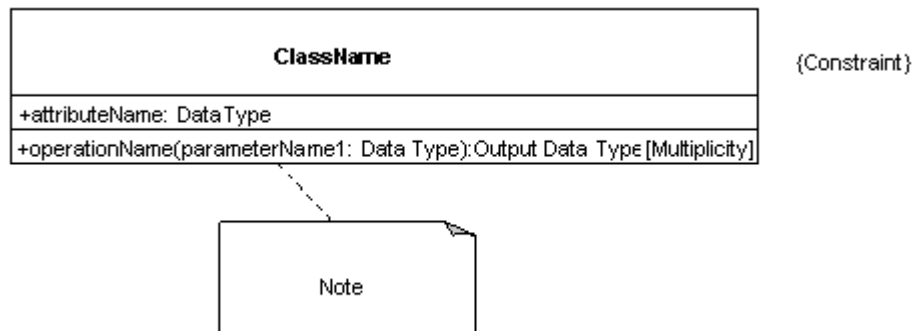 ClassName
{Constraint}
+attributeName: DataType
+operationName(parameterName1: Data Type):Output Data Type[Multiplicity]
Note